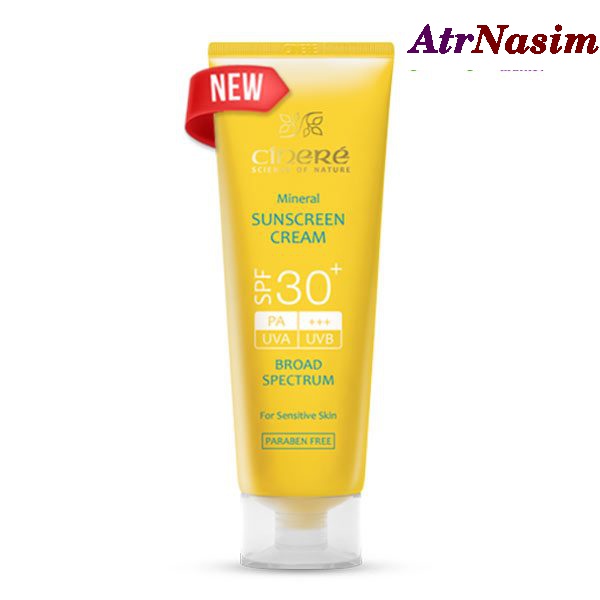 AtrNasim
NEW
CINERE
cineré
SCIENCE OF NATURE
Mineral
SUNSCREEN
CREAM
SPF 30+
PA +++
UVA UVB
BROAD
SPECTRUM
For Sensitive Skin
PARABEN FREE